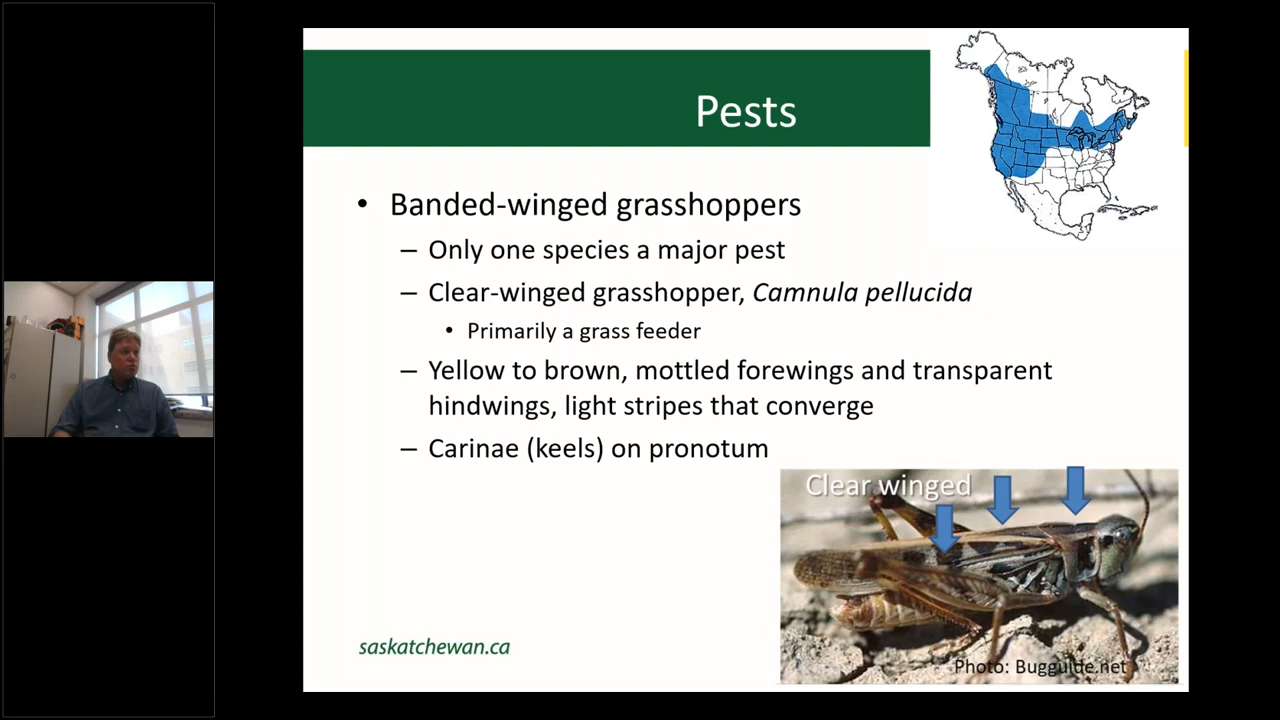 Pests
• Banded-winged grasshoppers
– Only one species a major pest
– Clear-winged grasshopper, Camnula pellucida
• Primarily a grass feeder
– Yellow to brown, mottled forewings and transparent
hindwings, light stripes that converge
– Carinae (keels) on pronotum
Clear winged
Photo: Bugguide.net
saskatchewan.ca